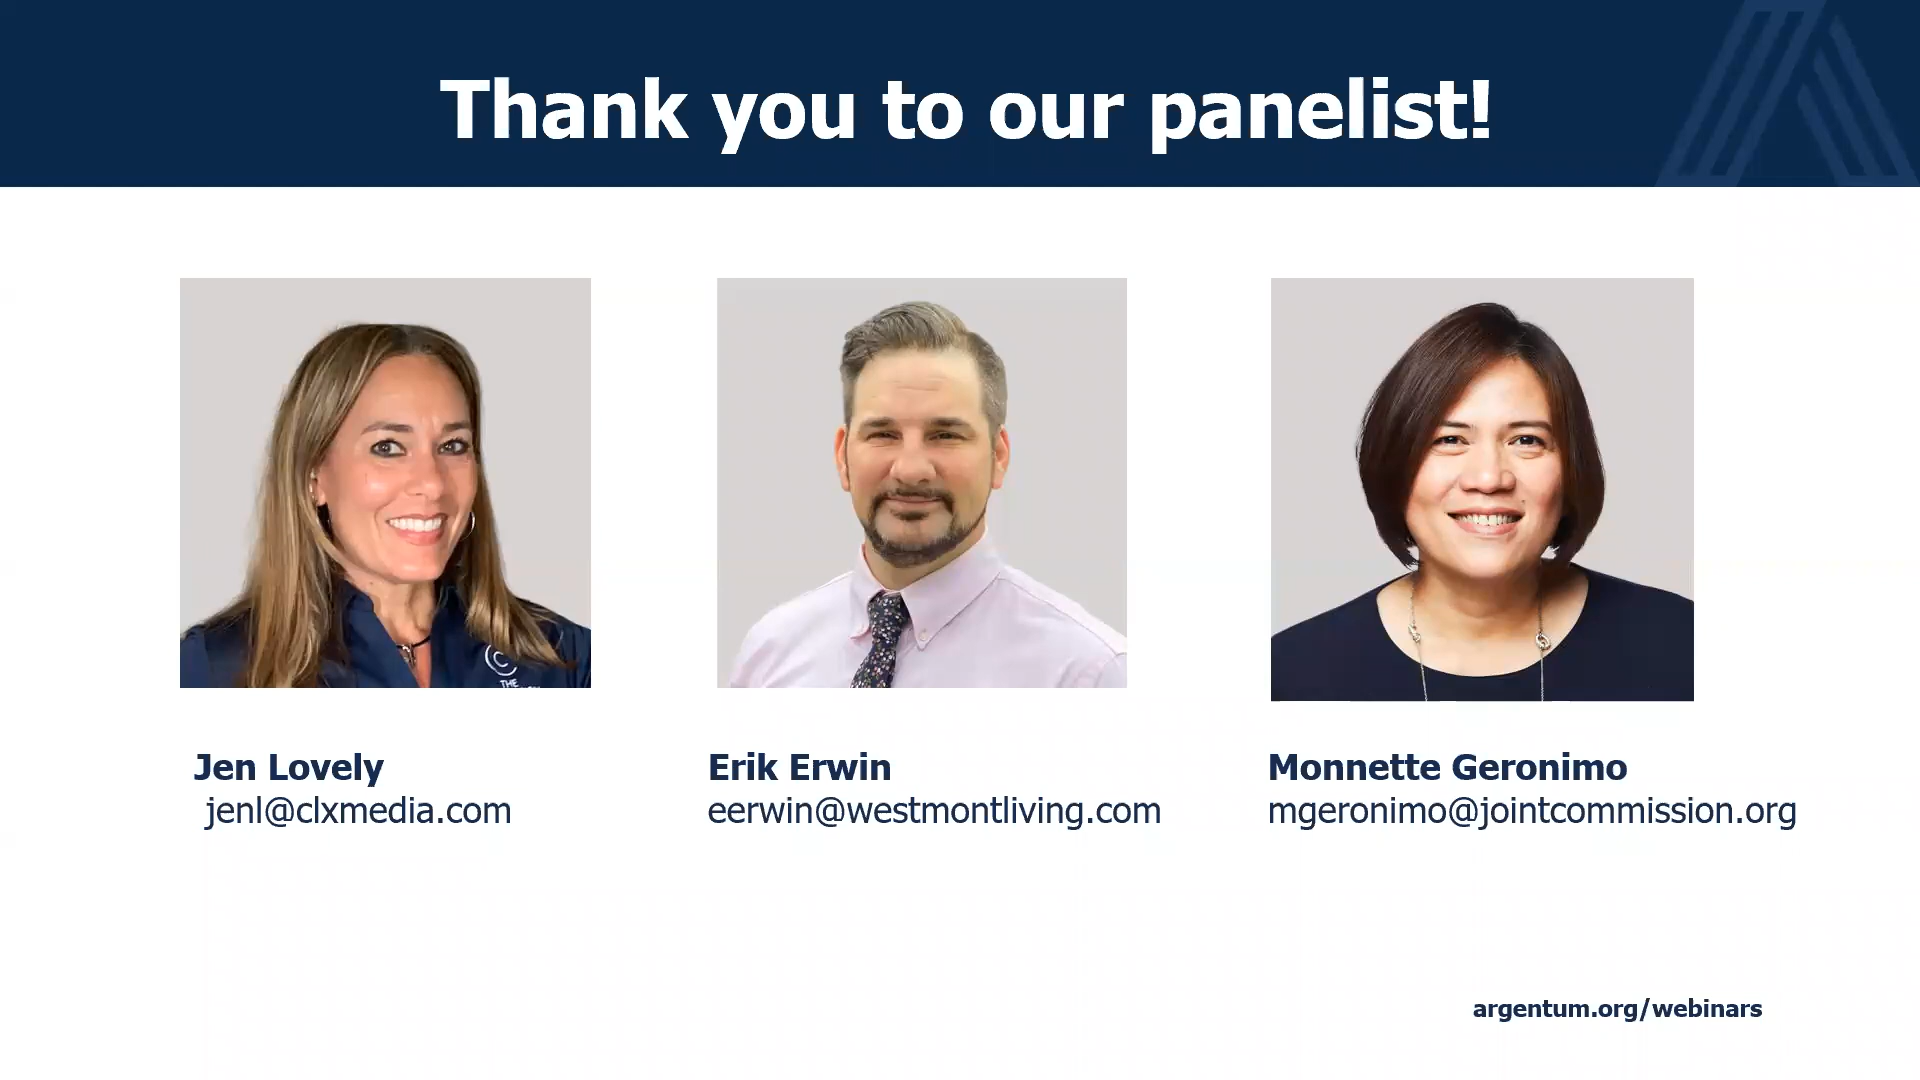 Thank you to our panelist!
THE
Jen Lovely
jenl@clxmedia.com
Erik Erwin
eerwin@westmontliving.com
Monnette Geronimo
mgeronimo@jointcommission.org
argentum.org/webinars